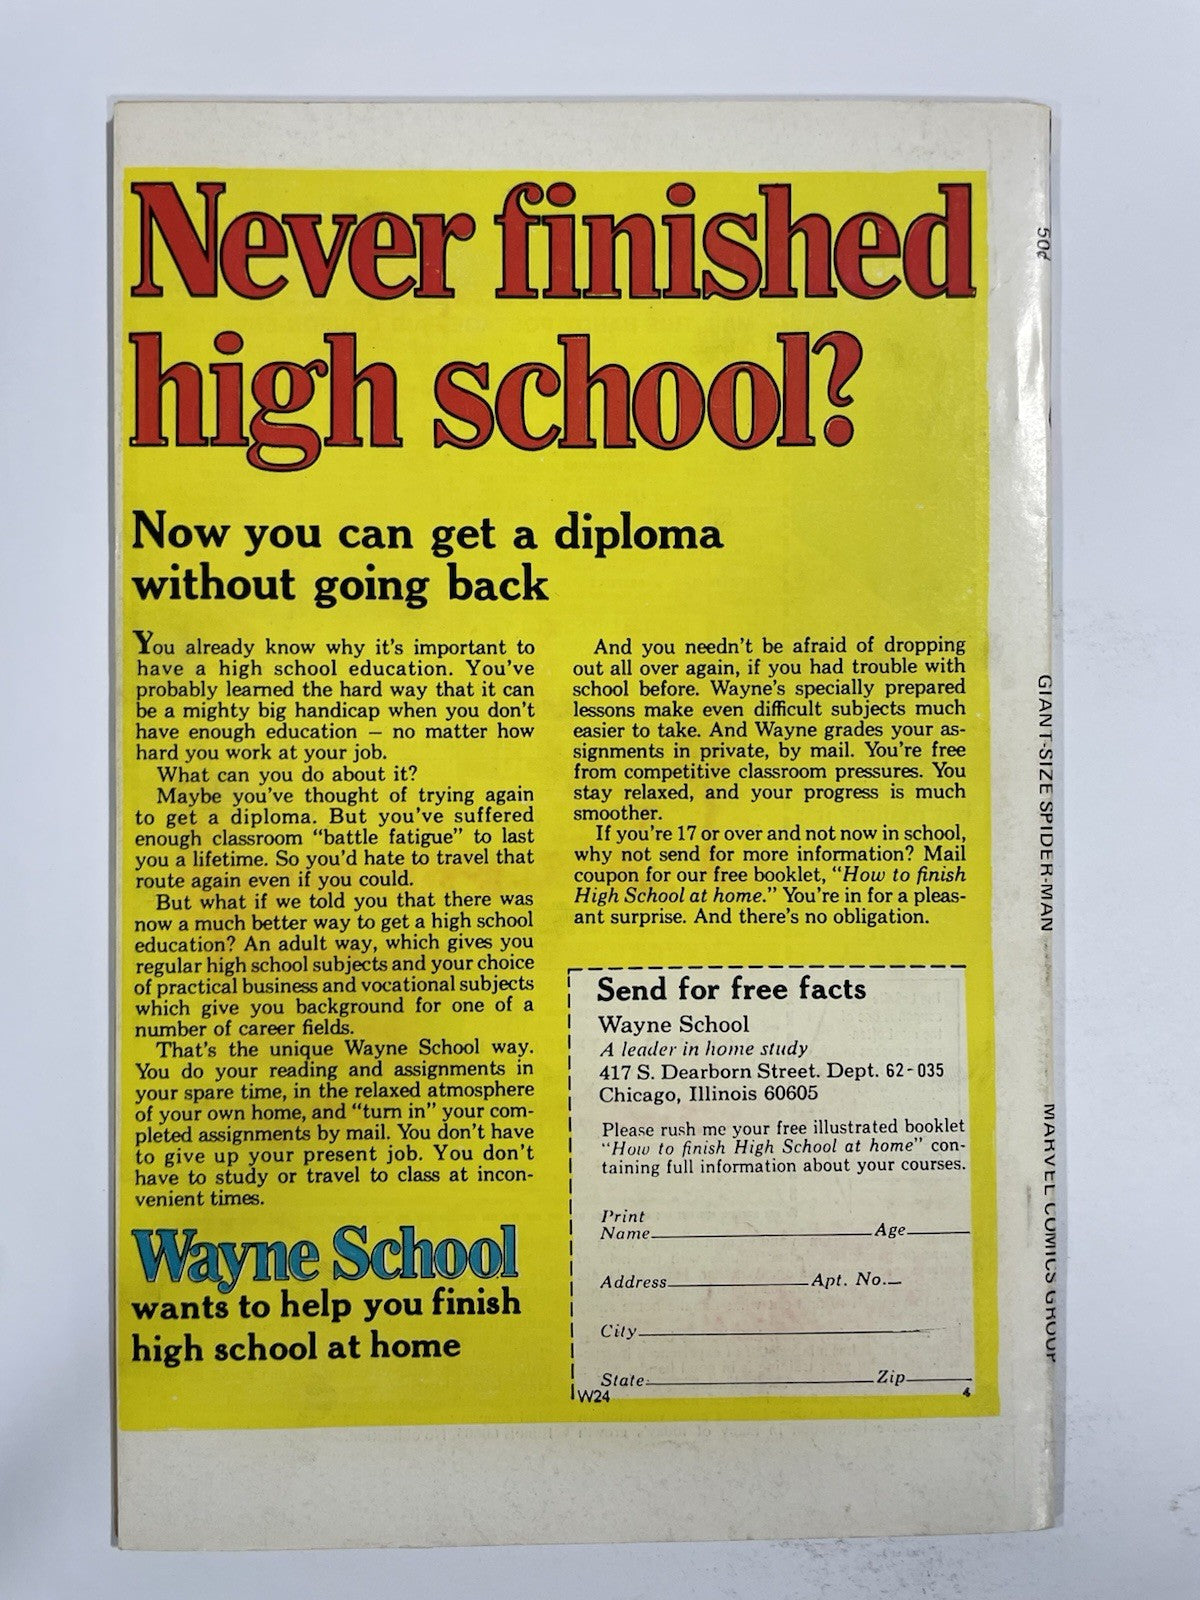 Never finished
high school?
Now you can get a diploma
without going back
You already know why it's important to
have a high school education. You've
probably learned the hard way that it can
be a mighty big handicap when you don't
have enough education — no matter how
hard you work at your job.
What can you do about it?
Maybe you've thought of trying again
to get a diploma. But you've suffered
enough classroom "battle fatigue" to last
you a lifetime. So you'd hate to travel that
route again even if you could.
But what if we told you that there was
now a much better way to get a high school
education? An adult way, which gives you
regular high school subjects and your choice
of practical business and vocational subjects
which give you background for one of a
number of career fields.
That's the unique Wayne School way.
You do your reading and assignments in
your spare time, in the relaxed atmosphere
of your own home, and "turn in" your com-
pleted assignments by mail. You don't have
to give up your present job. You don't
have to study or travel to class at incon-
venient times.
Wayne School
wants to help you finish
high school at home
And you needn't be afraid of dropping
out all over again, if you had trouble with
school before. Wayne's specially prepared
lessons make even difficult subjects much
easier to take. And Wayne grades your as-
signments in private, by mail. You're free
from competitive classroom pressures. You
stay relaxed, and your progress is much
smoother.
If you're 17 or over and not now in school,
why not send for more information? Mail
coupon for our free booklet, "How to finish
High School at home." You're in for a pleas-
ant surprise. And there's no obligation.
Send for free facts
Wayne School
A leader in home study
417 S. Dearborn Street. Dept. 62-035
Chicago, Illinois 60605
Please rush me your free illustrated booklet
"How to finish High School at home" con-
taining full information about your courses.
Print
Name Age
Address Apt. No.
City
State Zip
W24 4
50¢
GIANT-SIZE SPIDER-MAN
MARVEL COMICS GROUP